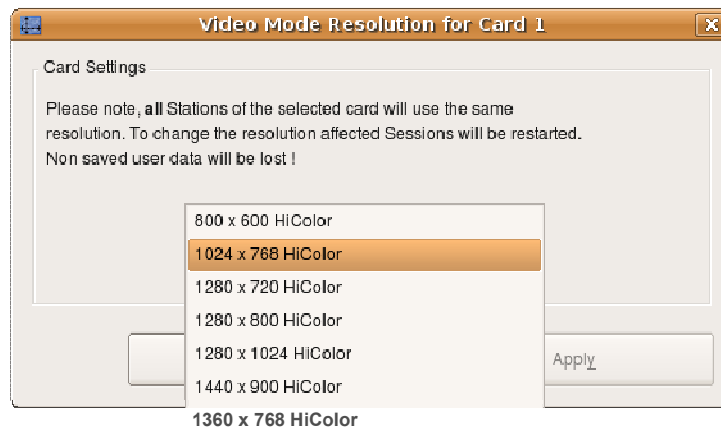 Video Mode Resolution for Card 1
Card Settings
Please note, all Stations of the selected card will use the same
resolution. To change the resolution affected Sessions will be restarted.
Non saved user data will be lost !
800 x 600 HiColor
1024 x 768 HiColor
1280 x 720 HiColor
1280 x 800 HiColor
1280 x 1024 HiColor
Apply
1440 x 900 HiColor
1360 x 768 HiColor